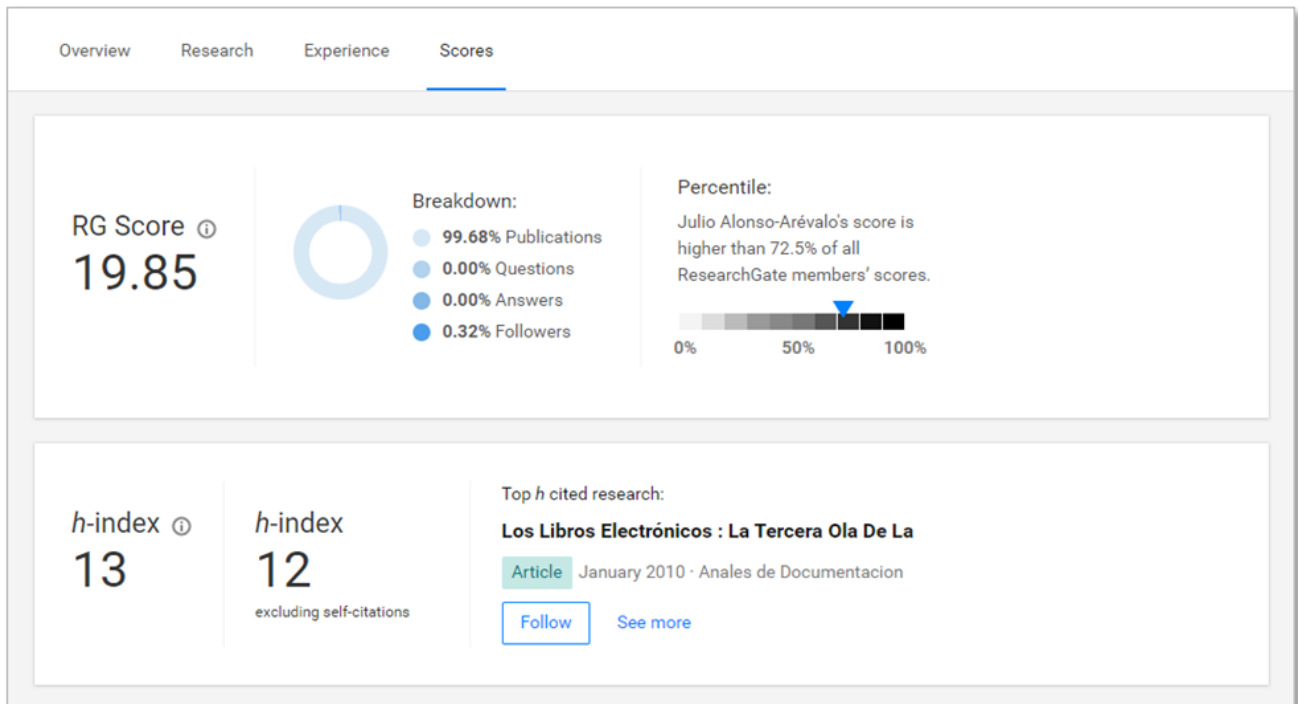 Overview Research Experience Scores
RG Score
19.85
Breakdown:
99.68% Publications
0.00% Questions
0.00% Answers
0.32% Followers
Percentile:
Julio Alonso-Arévalo's score is
higher than 72.5% of all
ResearchGate members' scores.
0% 50% 100%
h-index
13
h-index
12
excluding self-citations
Top h cited research:
Los Libros Electrónicos : La Tercera Ola De La
Article January 2010 · Anales de Documentacion
Follow See more